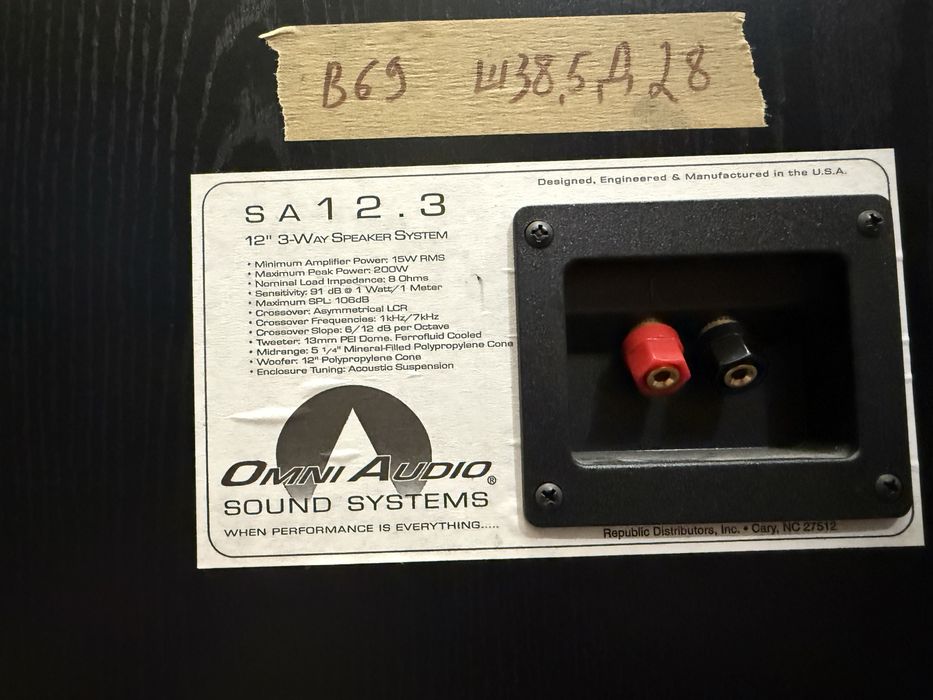 В69 Ш38,5,Д,28
Designed, Engineered & Manufactured in the U.S.A.
SA12.3
12" 3-Way Speaker System
• Minimum Amplifier Power: 15W RMS
• Maximum Peak Power: 200W
• Nominal Load Impedance: 8 Ohms
• Sensitivity: 91 dB @ 1 Watt/1 Meter
• Maximum SPL: 106dB
• Crossover: Asymmetrical LCR
• Crossover Frequencies: 1kHz/7kHz
• Crossover Slope: 6/12 dB per Octave
• Tweeter: 13mm PEI Dome, Ferrofluid Cooled
• Midrange: 5 1/4" Mineral-Filled Polypropylene Cone
• Woofer: 12" Polypropylene Cone
• Enclosure Tuning: Acoustic Suspension
OMNI AUDIO®
SOUND SYSTEMS
WHEN PERFORMANCE IS EVERYTHING.....
Republic Distributors, Inc. • Cary, NC 27512